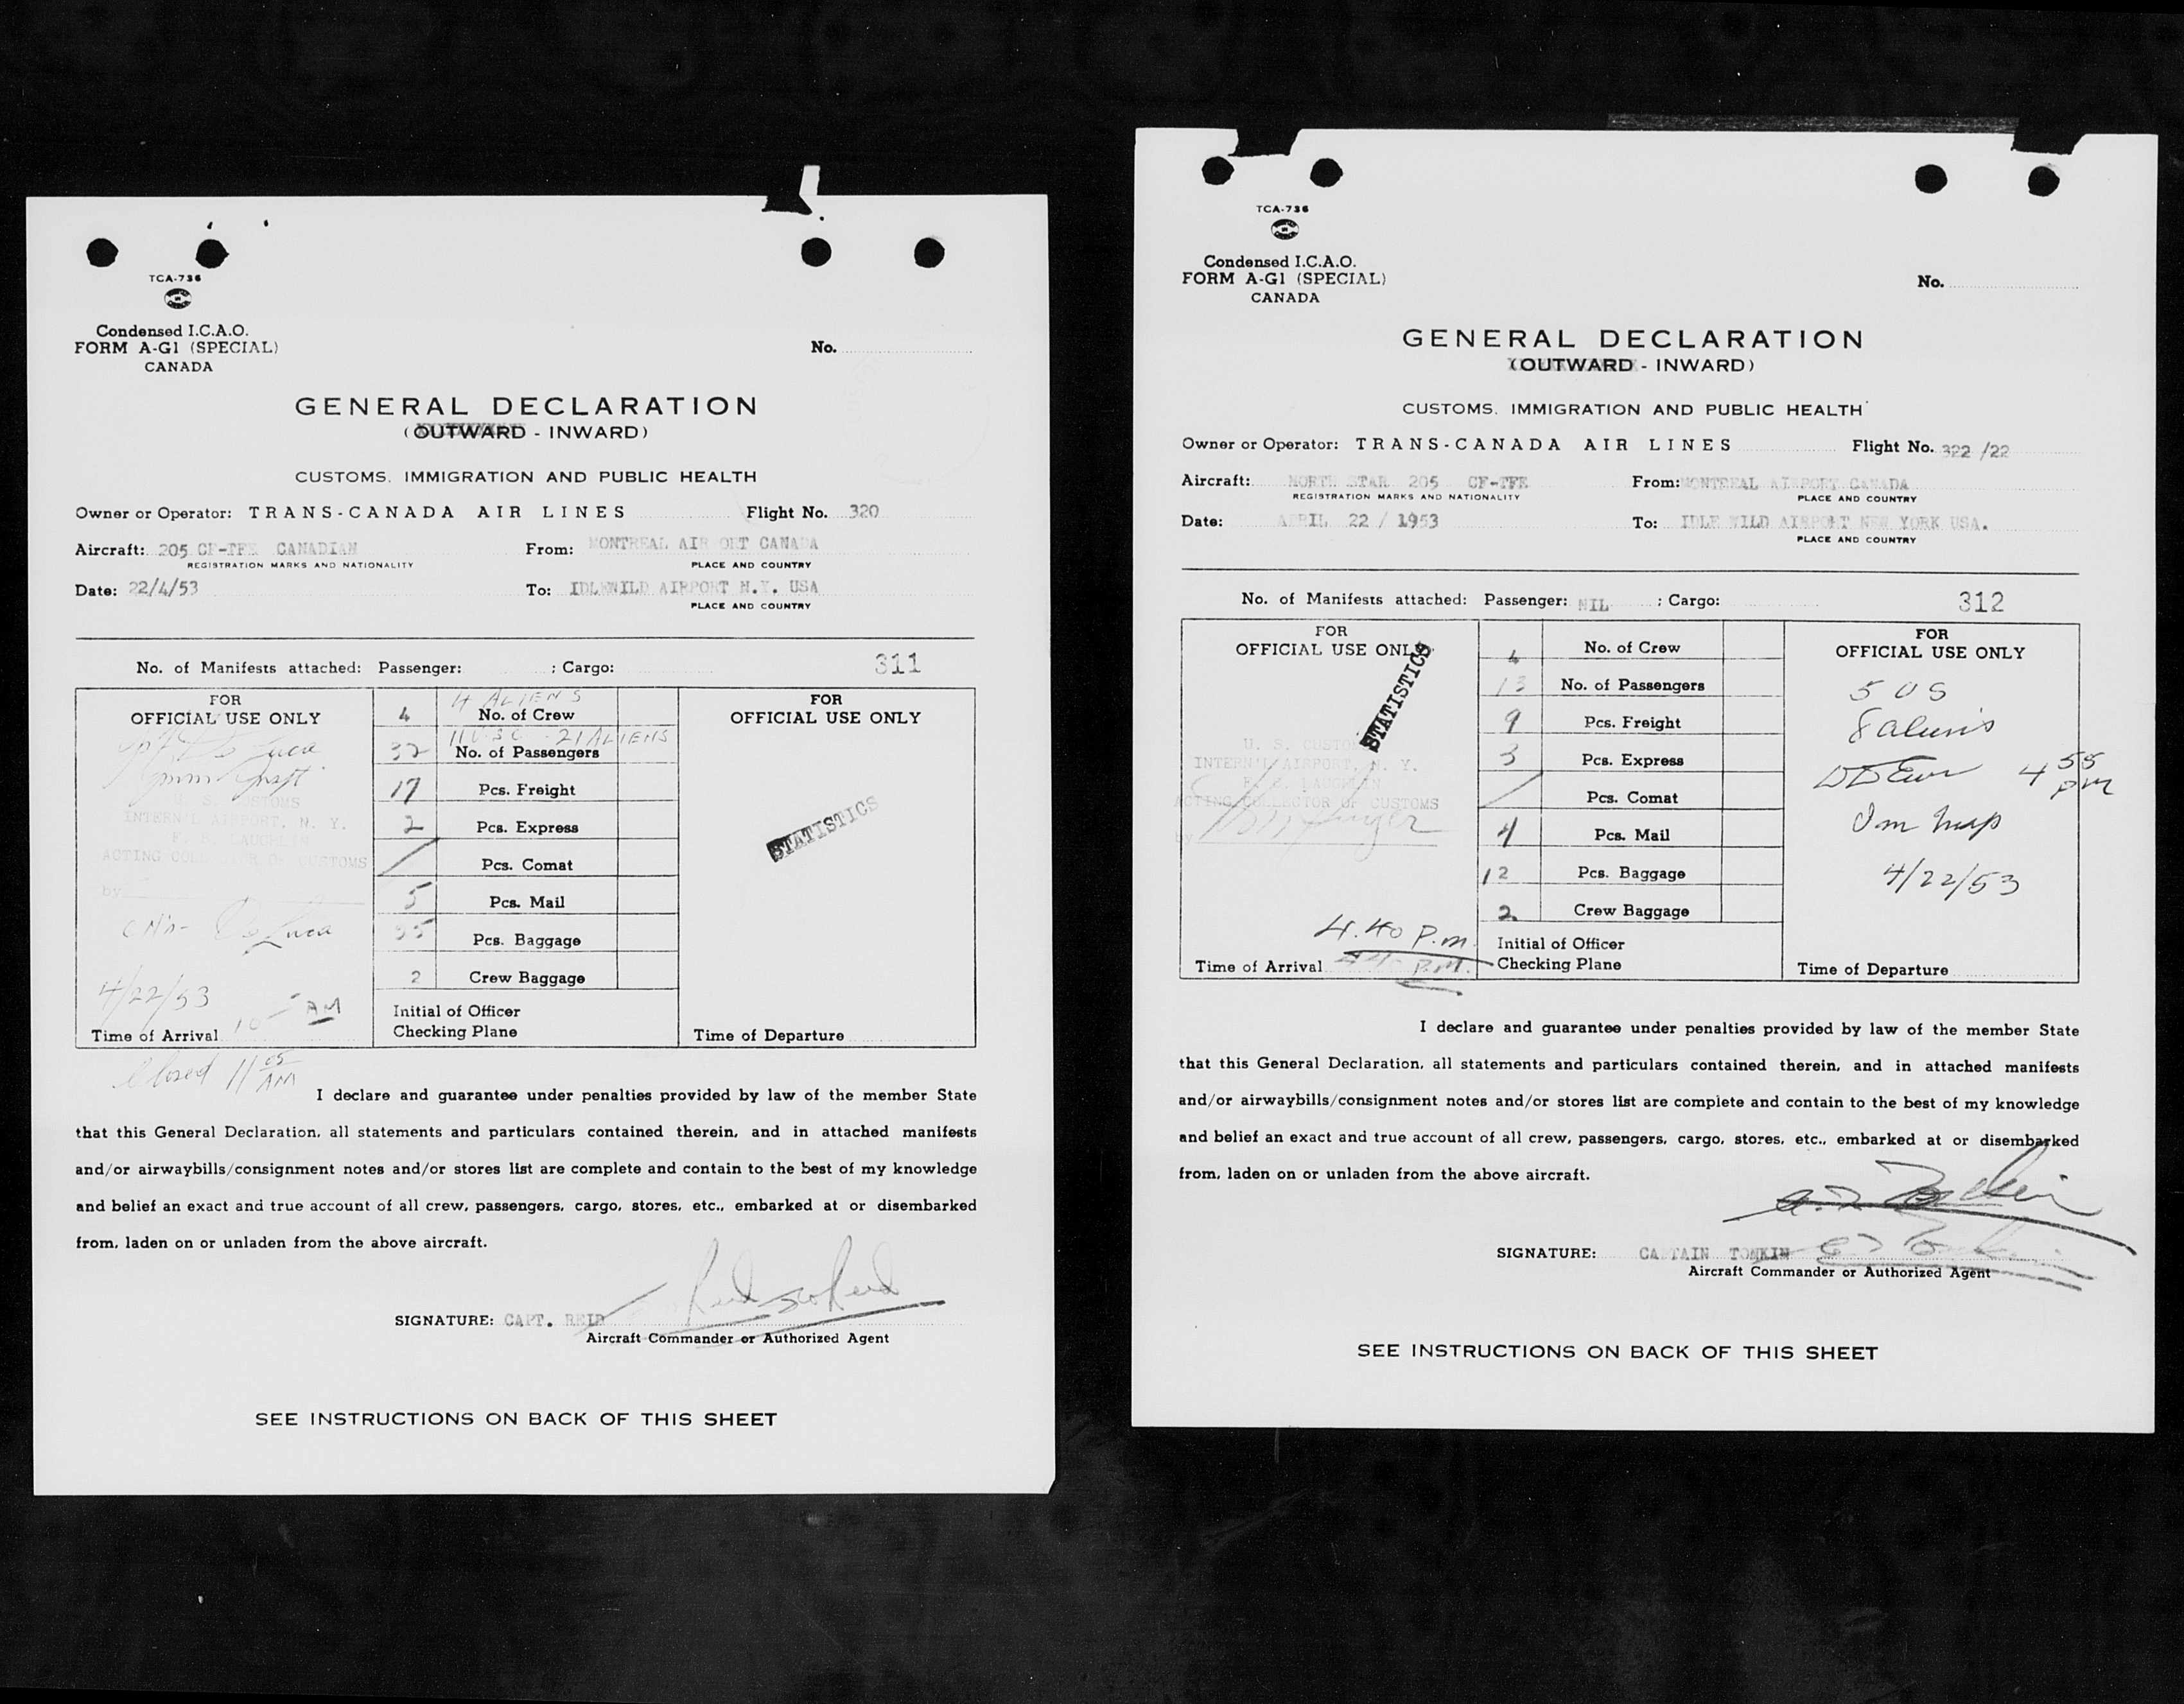 TCA-736
Condensed I.C.A.O.
FORM A-G1 (SPECIAL)
CANADA
No.
GENERAL DECLARATION
(OUTWARD - INWARD)
CUSTOMS, IMMIGRATION AND PUBLIC HEALTH
Owner or Operator: TRANS-CANADA AIR LINES Flight No. 320
Aircraft: 205 CF-TFE CANADIAN From: MONTREAL AIRPORT CANADA
REGISTRATION MARKS AND NATIONALITY PLACE AND COUNTRY
Date: 22/4/53 To: IDLEWILD AIRPORT N.Y. USA
PLACE AND COUNTRY
No. of Manifests attached: Passenger: ; Cargo: 311
FOR
OFFICIAL USE ONLY
De Luca
U. S. CUSTOMS
INTERN'L AIRPORT, N. Y.
F. E. LAUGHLIN
ACTING COLLECTOR OF CUSTOMS
by
De Luca
4/22/53
Time of Arrival 10 AM
Closed 11 05 AM
4 ALIENS
4 No. of Crew
11 USC - 21 ALIENS
32 No. of Passengers
17 Pcs. Freight
2 Pcs. Express
/ Pcs. Comat
5 Pcs. Mail
35 Pcs. Baggage
2 Crew Baggage
Initial of Officer
Checking Plane
FOR
OFFICIAL USE ONLY
STATISTICS
Time of Departure
I declare and guarantee under penalties provided by law of the member State
that this General Declaration, all statements and particulars contained therein, and in attached manifests
and/or airwaybills/consignment notes and/or stores list are complete and contain to the best of my knowledge
and belief an exact and true account of all crew, passengers, cargo, stores, etc., embarked at or disembarked
from, laden on or unladen from the above aircraft.
SIGNATURE: CAPT. REID
Aircraft Commander or Authorized Agent
SEE INSTRUCTIONS ON BACK OF THIS SHEET
TCA-736
Condensed I.C.A.O.
FORM A-G1 (SPECIAL)
CANADA
No.
GENERAL DECLARATION
(OUTWARD - INWARD)
CUSTOMS, IMMIGRATION AND PUBLIC HEALTH
Owner or Operator: TRANS-CANADA AIR LINES Flight No. 322 /22
Aircraft: NORTH STAR 205 CF-TFE From: MONTREAL AIRPORT CANADA
REGISTRATION MARKS AND NATIONALITY PLACE AND COUNTRY
Date: APRIL 22 / 1953 To: IDLE WILD AIRPORT NEW YORK USA.
PLACE AND COUNTRY
No. of Manifests attached: Passenger: NIL ; Cargo: 312
FOR
OFFICIAL USE ONLY
STATISTICS
U. S. CUSTOMS
INTERN'L AIRPORT, N. Y.
F. E. LAUGHLIN
ACTING COLLECTOR OF CUSTOMS
by
4.40 P.m.
Time of Arrival P.M.
4 No. of Crew
13 No. of Passengers
9 Pcs. Freight
3 Pcs. Express
/ Pcs. Comat
4 Pcs. Mail
12 Pcs. Baggage
2 Crew Baggage
Initial of Officer
Checking Plane
FOR
OFFICIAL USE ONLY
5 US
8 aliens
4 55 pm
4/22/53
Time of Departure
I declare and guarantee under penalties provided by law of the member State
that this General Declaration, all statements and particulars contained therein, and in attached manifests
and/or airwaybills/consignment notes and/or stores list are complete and contain to the best of my knowledge
and belief an exact and true account of all crew, passengers, cargo, stores, etc., embarked at or disembarked
from, laden on or unladen from the above aircraft.
SIGNATURE: CAPTAIN TOMKIN
Aircraft Commander or Authorized Agent
SEE INSTRUCTIONS ON BACK OF THIS SHEET